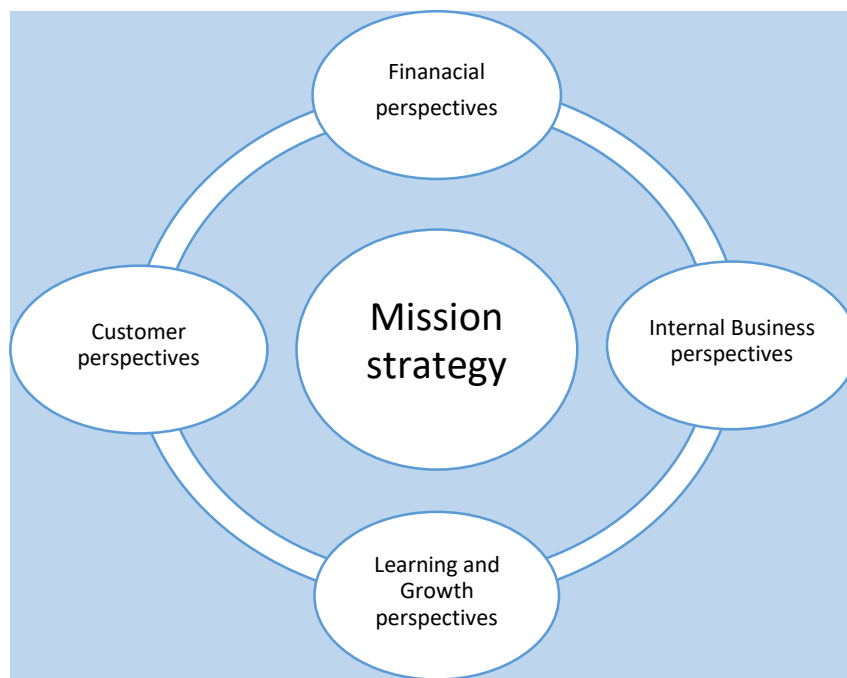 Finanacial
perspectives
Customer
perspectives
Mission
strategy
Internal Business
perspectives
Learning and
Growth
perspectives